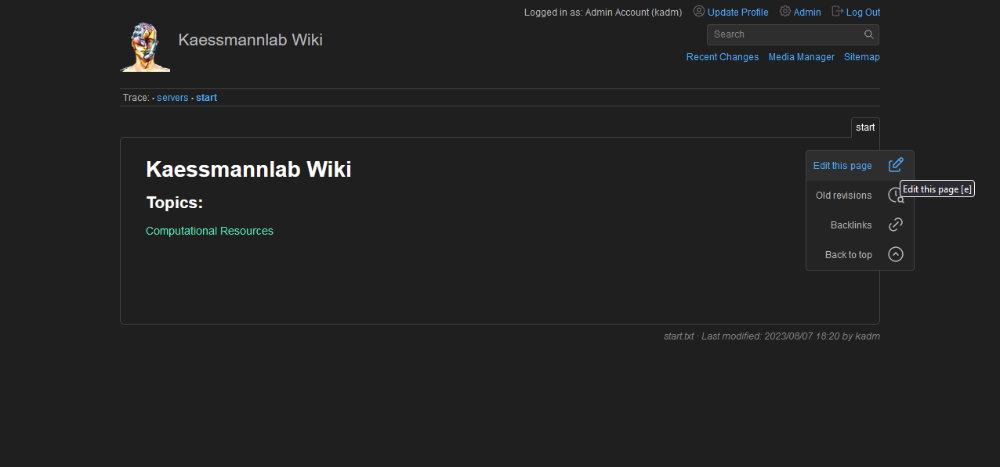 Logged in as: Admin Account (kadm) Update Profile Admin Log Out
Kaessmannlab Wiki
Search
Recent Changes Media Manager Sitemap
Trace: • servers • start
start
Kaessmannlab Wiki
Topics:
Computational Resources
Edit this page
Edit this page [e]
Old revisions
Backlinks
Back to top
start.txt · Last modified: 2023/08/07 18:20 by kadm